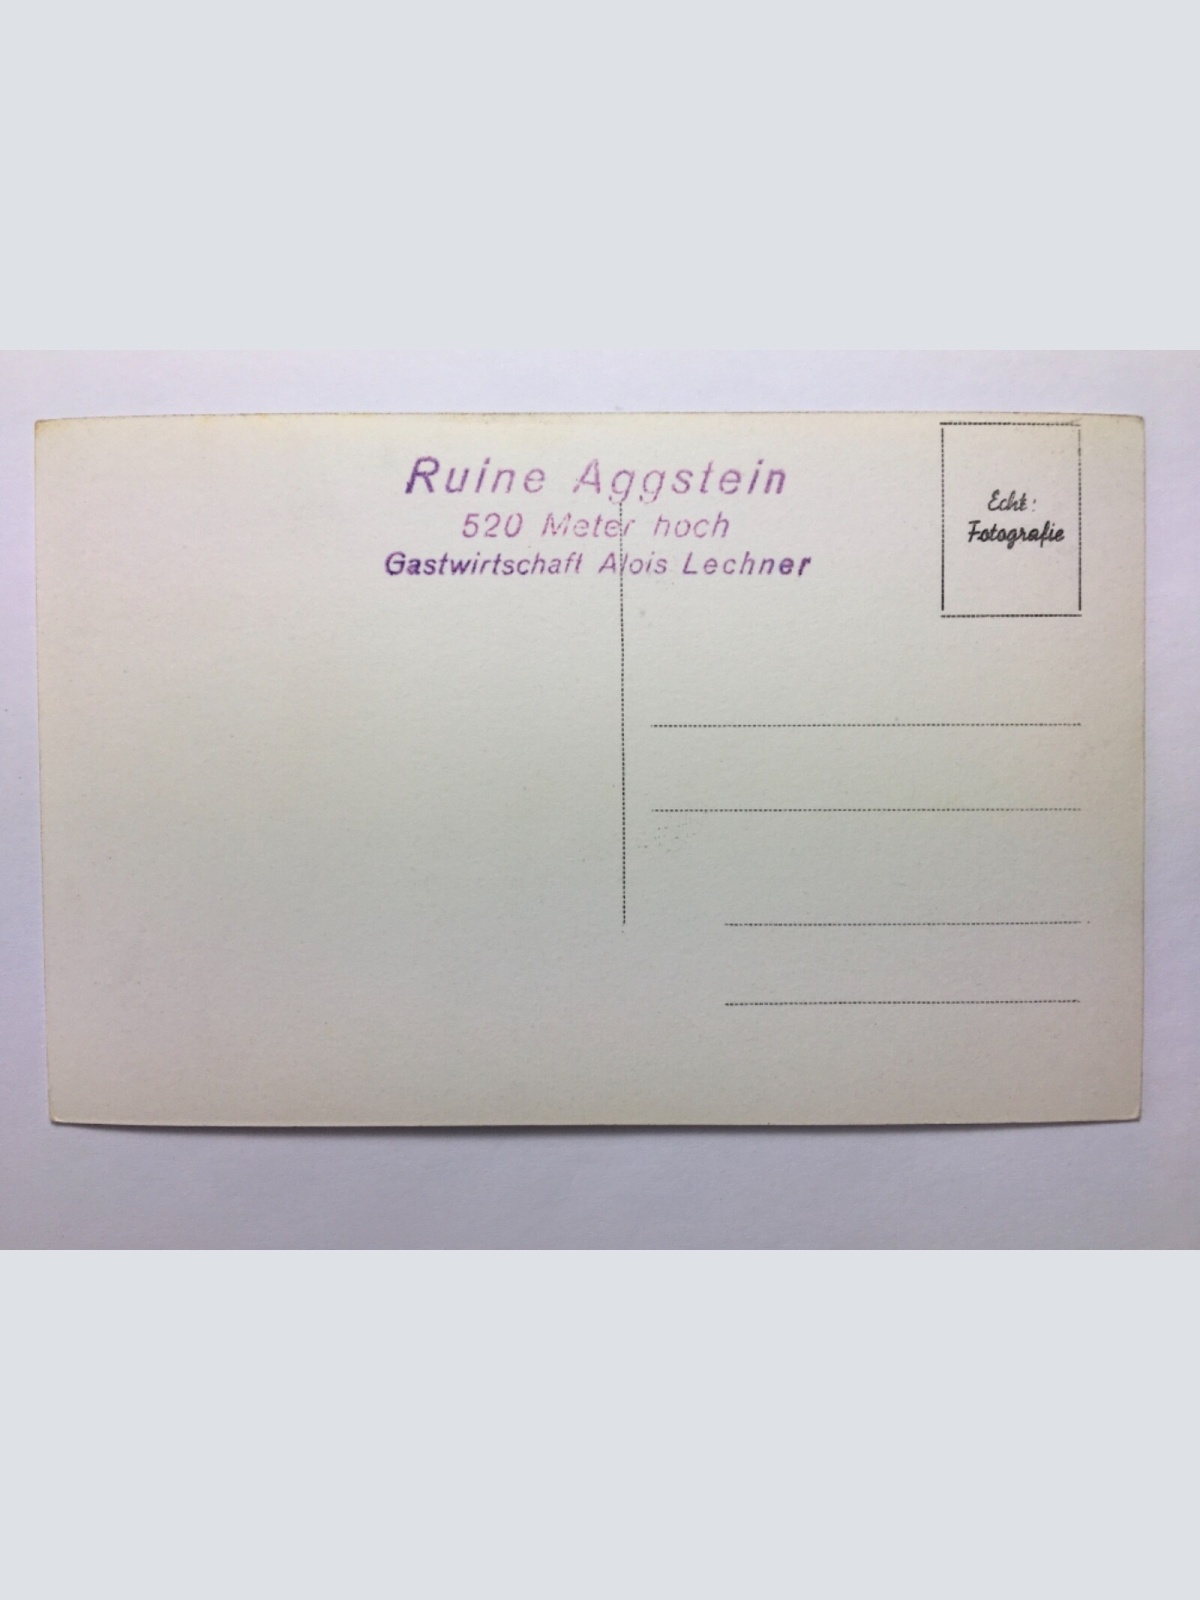 Ruine Aggstein
520 Meter hoch
Gastwirtschaft Alois Lechner
Echt:
Fotografie